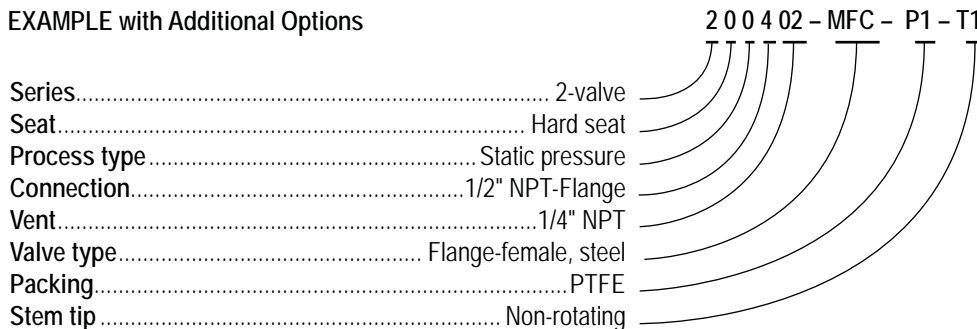 EXAMPLE with Additional Options 2 0 0 4 02 – MFC – P1 – T1
Series........................................................................ 2-valve
Seat........................................................................ Hard seat
Process type........................................................................ Static pressure
Connection........................................................................1/2" NPT-Flange
Vent........................................................................1/4" NPT
Valve type........................................................................ Flange-female, steel
Packing........................................................................PTFE
Stem tip........................................................................ Non-rotating